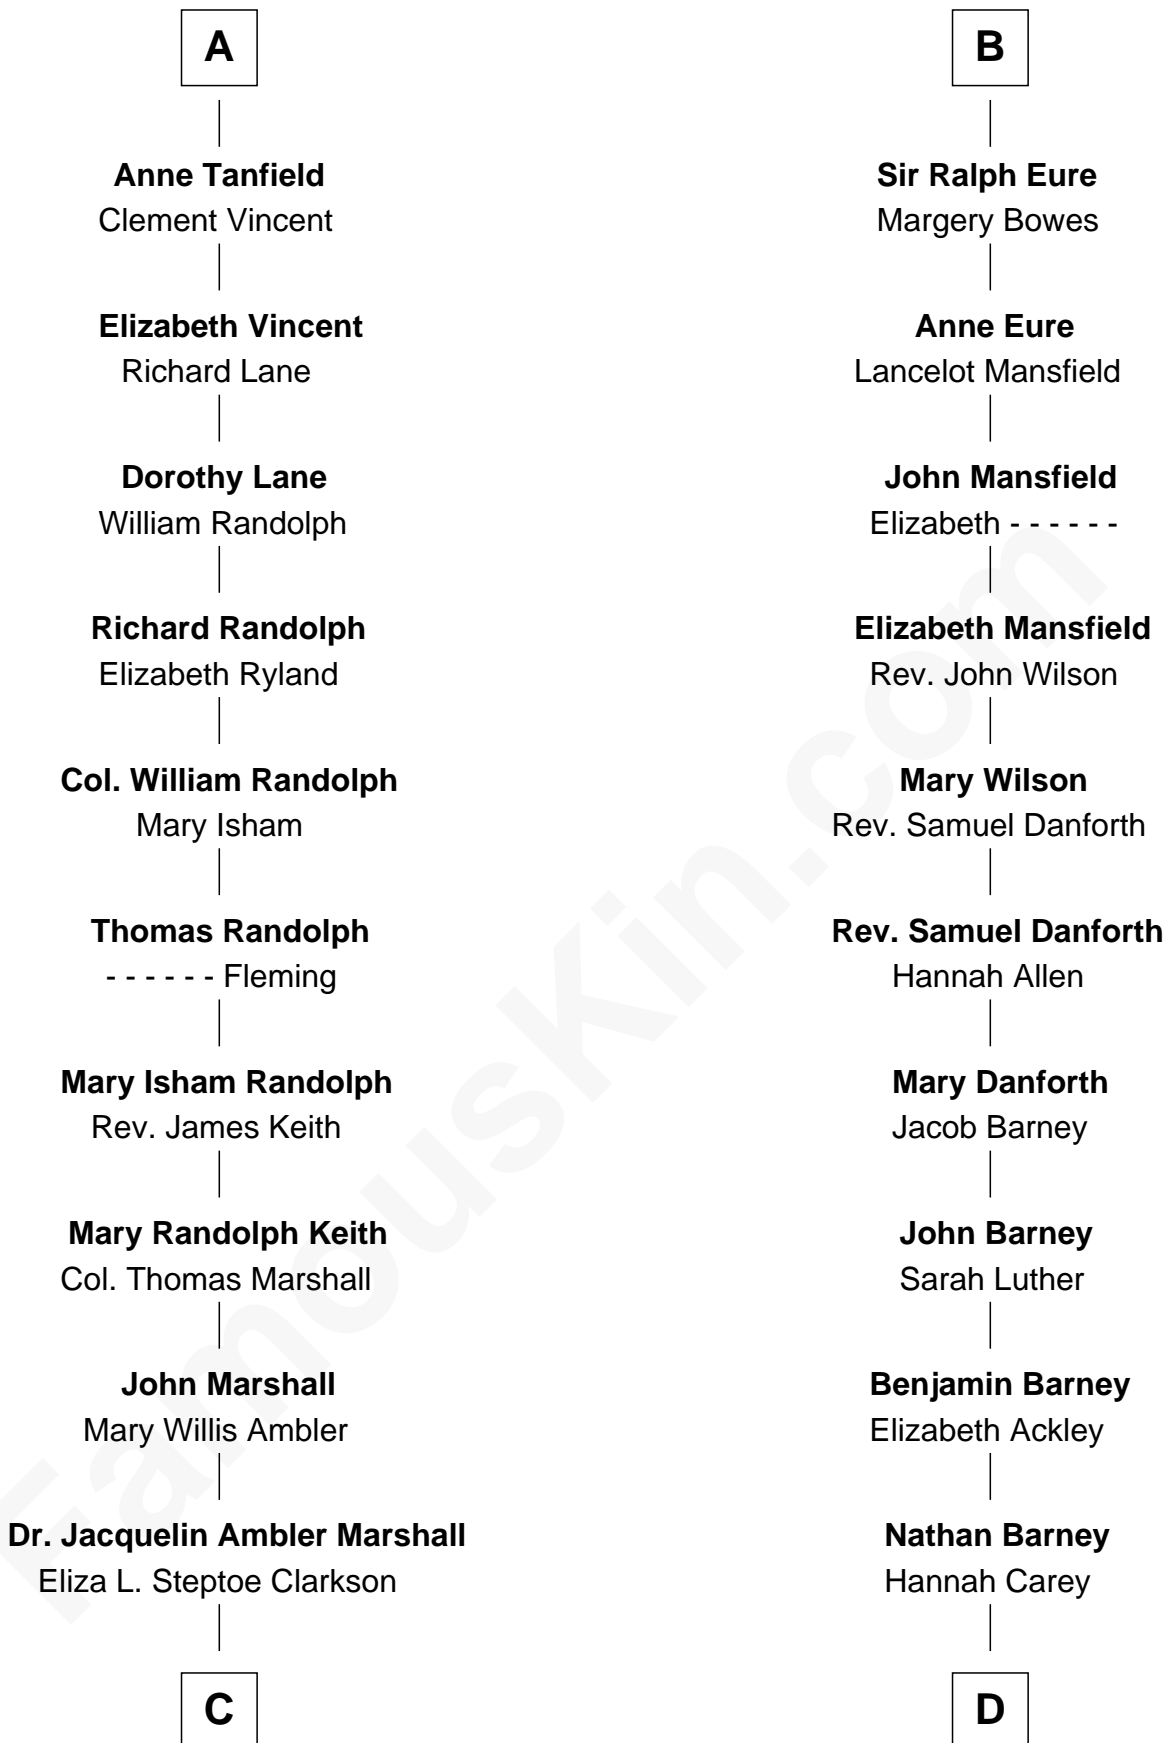 A
Anne Tanfield
Clement Vincent
Elizabeth Vincent
Richard Lane
Dorothy Lane
William Randolph
Richard Randolph
Elizabeth Ryland
Col. William Randolph
Mary Isham
Thomas Randolph
- - - - - - Fleming
Mary Isham Randolph
Rev. James Keith
Mary Randolph Keith
Col. Thomas Marshall
John Marshall
Mary Willis Ambler
Dr. Jacquelin Ambler Marshall
Eliza L. Steptoe Clarkson
C
B
Sir Ralph Eure
Margery Bowes
Anne Eure
Lancelot Mansfield
John Mansfield
Elizabeth - - - - - -
Elizabeth Mansfield
Rev. John Wilson
Mary Wilson
Rev. Samuel Danforth
Rev. Samuel Danforth
Hannah Allen
Mary Danforth
Jacob Barney
John Barney
Sarah Luther
Benjamin Barney
Elizabeth Ackley
Nathan Barney
Hannah Carey
D
FamousKin.com